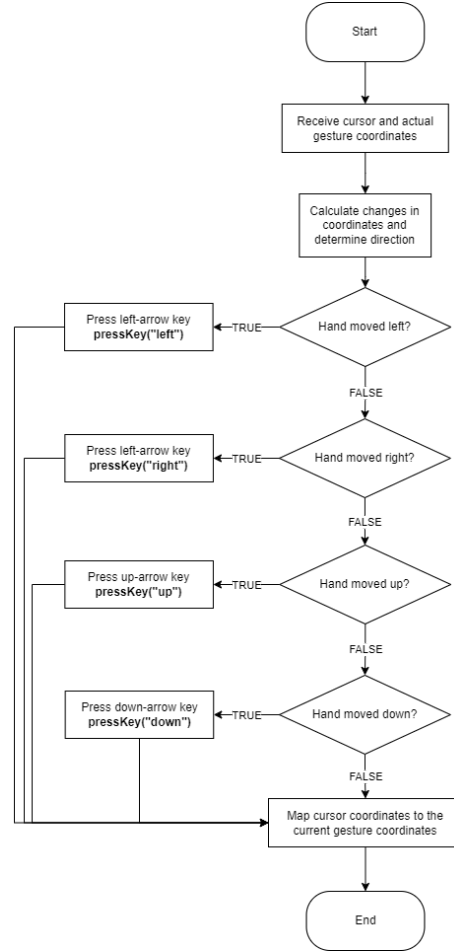 Start
Receive cursor and actual
gesture coordinates
Calculate changes in
coordinates and
determine direction
Hand moved left?
TRUE
Press left-arrow key
pressKey("left")
FALSE
Hand moved right?
TRUE
Press left-arrow key
pressKey("right")
FALSE
Hand moved up?
TRUE
Press up-arrow key
pressKey("up")
FALSE
Hand moved down?
TRUE
Press down-arrow key
pressKey("down")
FALSE
Map cursor coordinates to the
current gesture coordinates
End